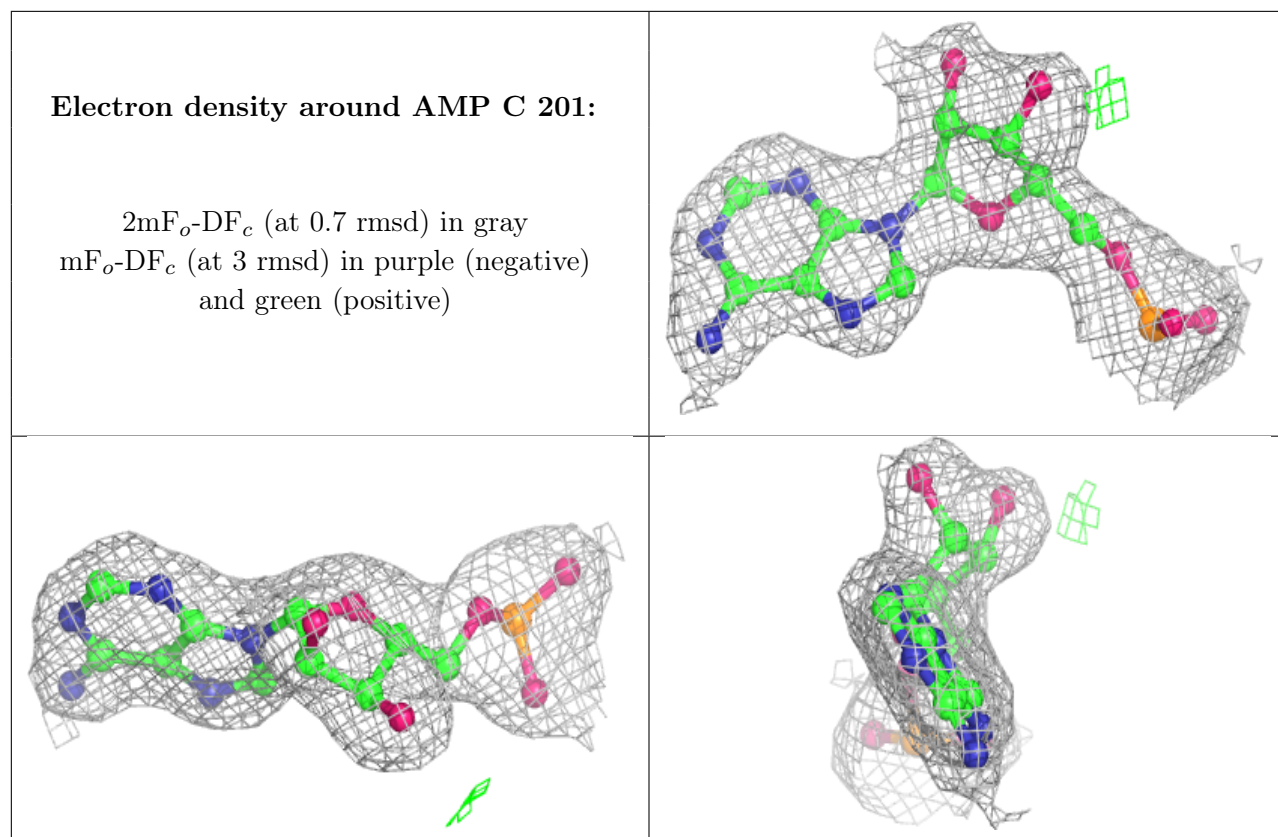 Electron density around AMP C 201:
2mFo-DFc (at 0.7 rmsd) in gray
mFo-DFc (at 3 rmsd) in purple (negative)
and green (positive)